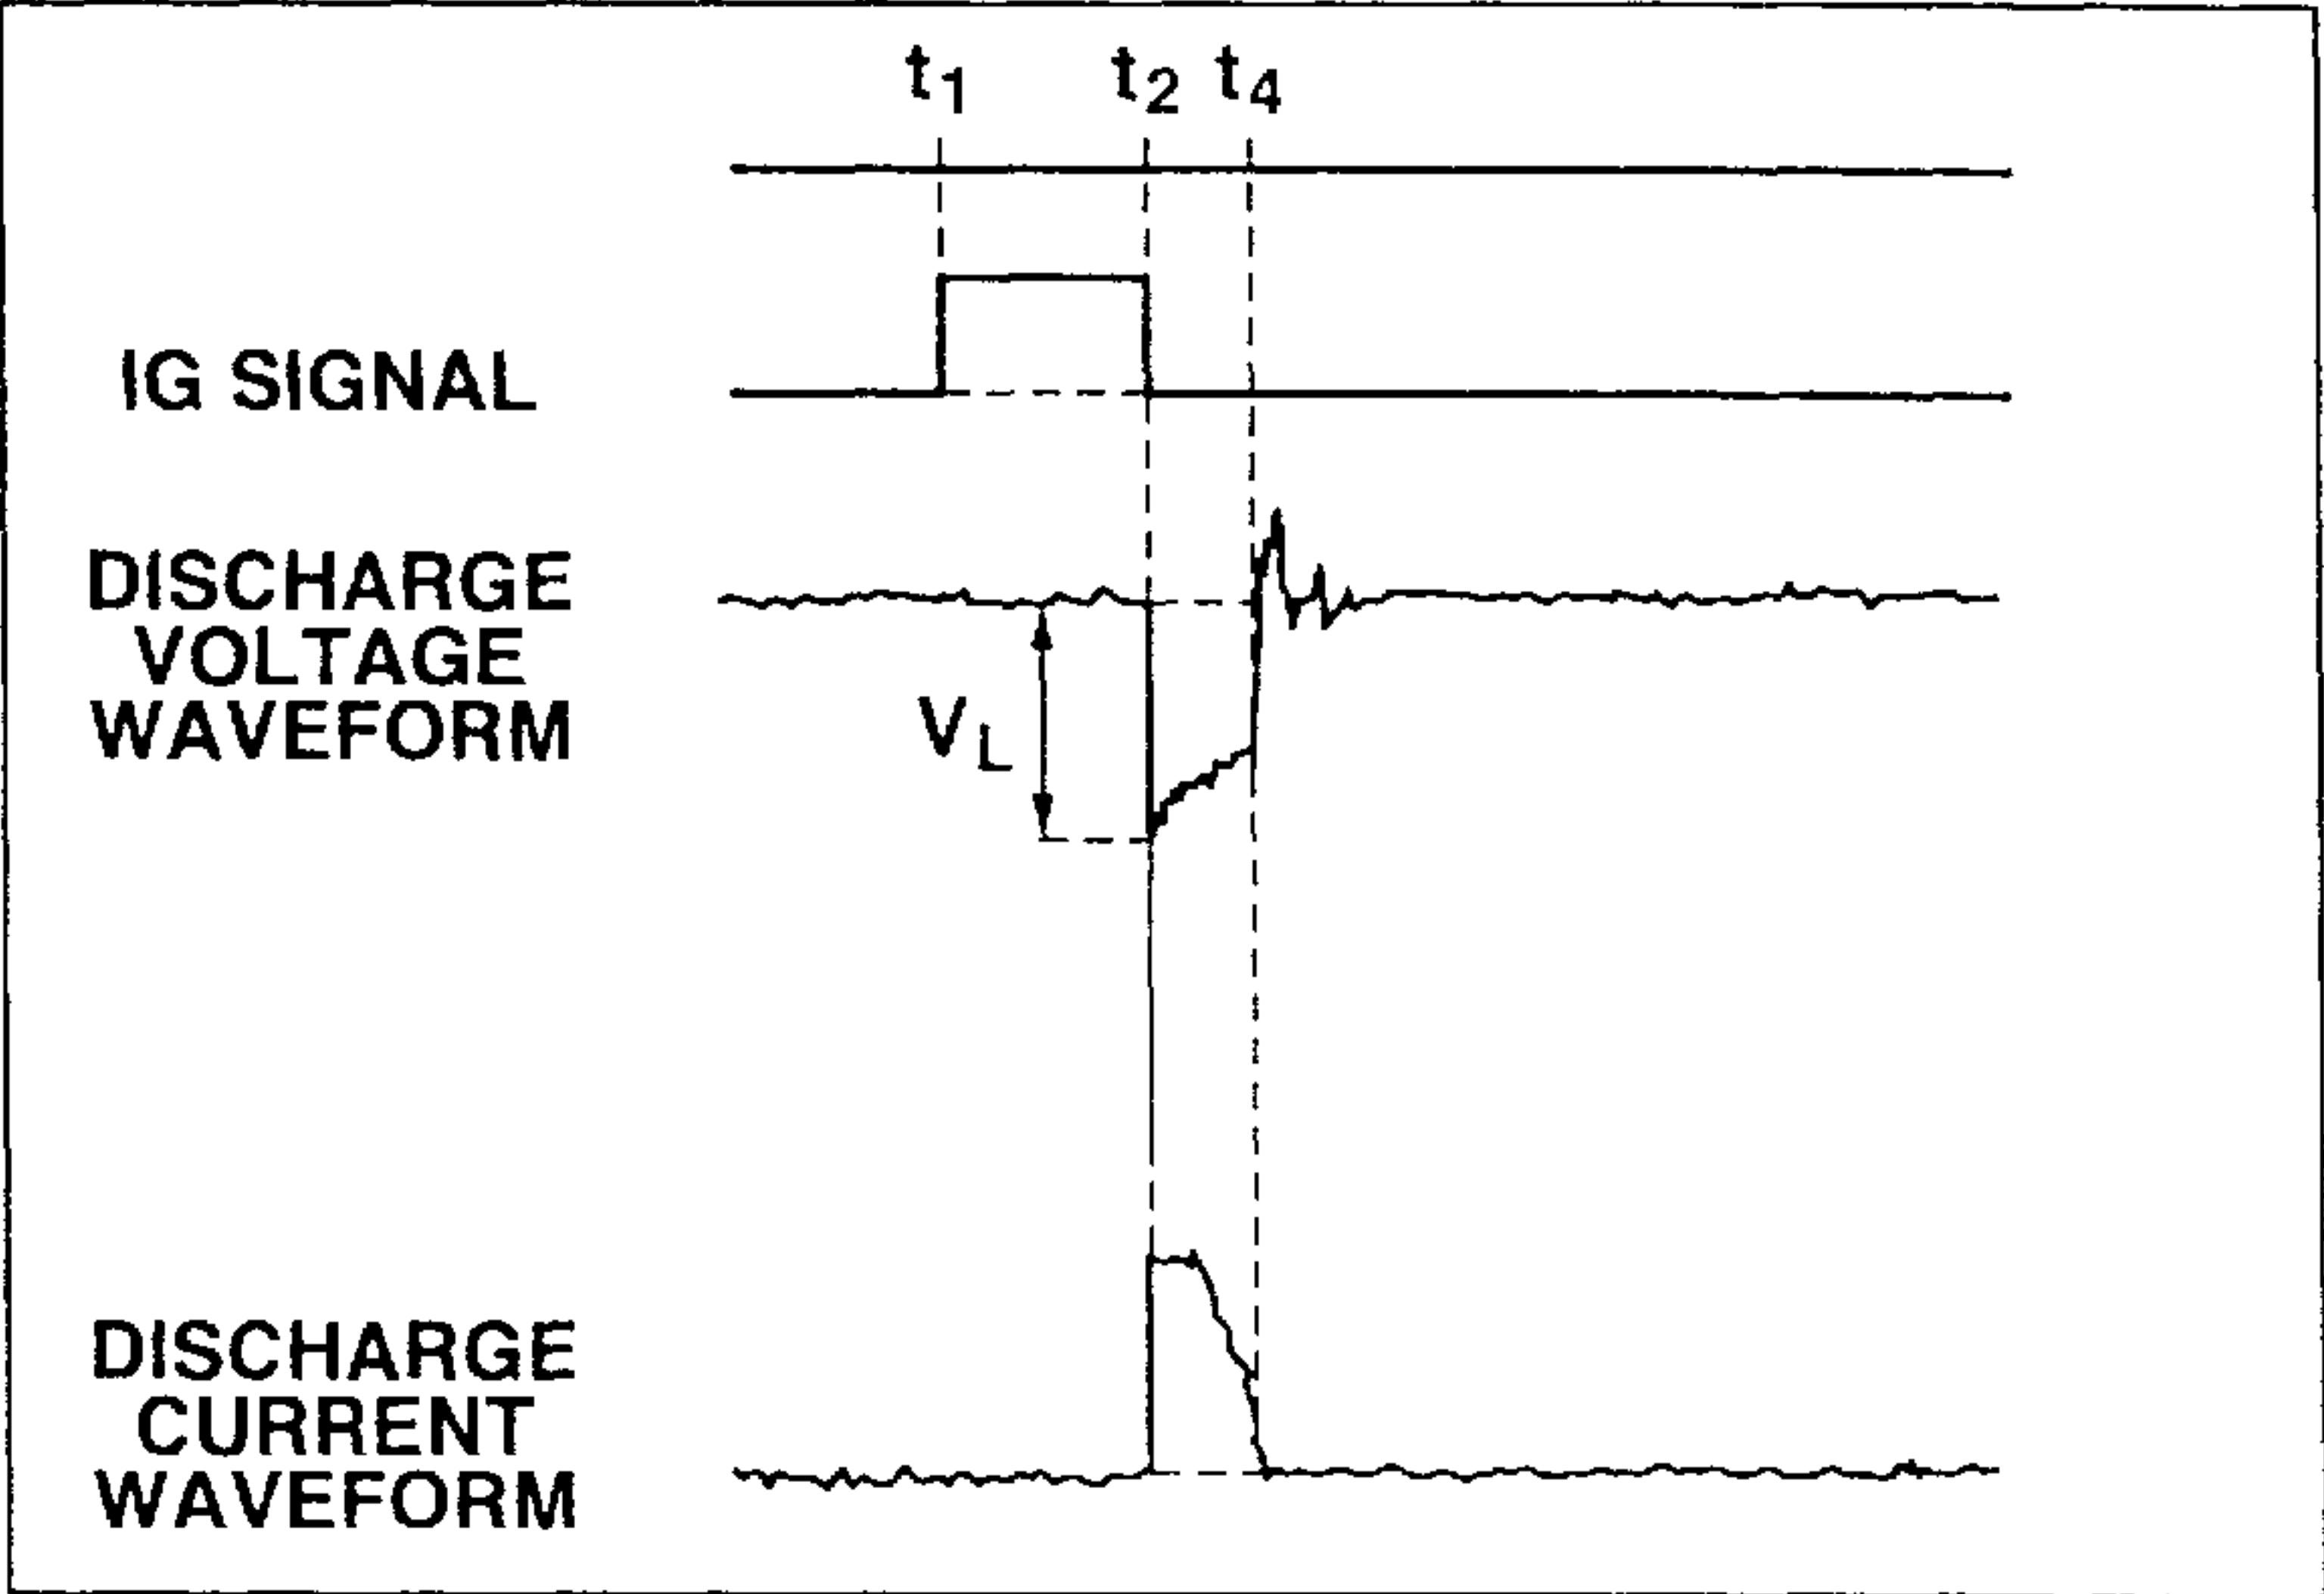 t1 t2 t4
IG SIGNAL
DISCHARGE
VOLTAGE
WAVEFORM
VL
DISCHARGE
CURRENT
WAVEFORM